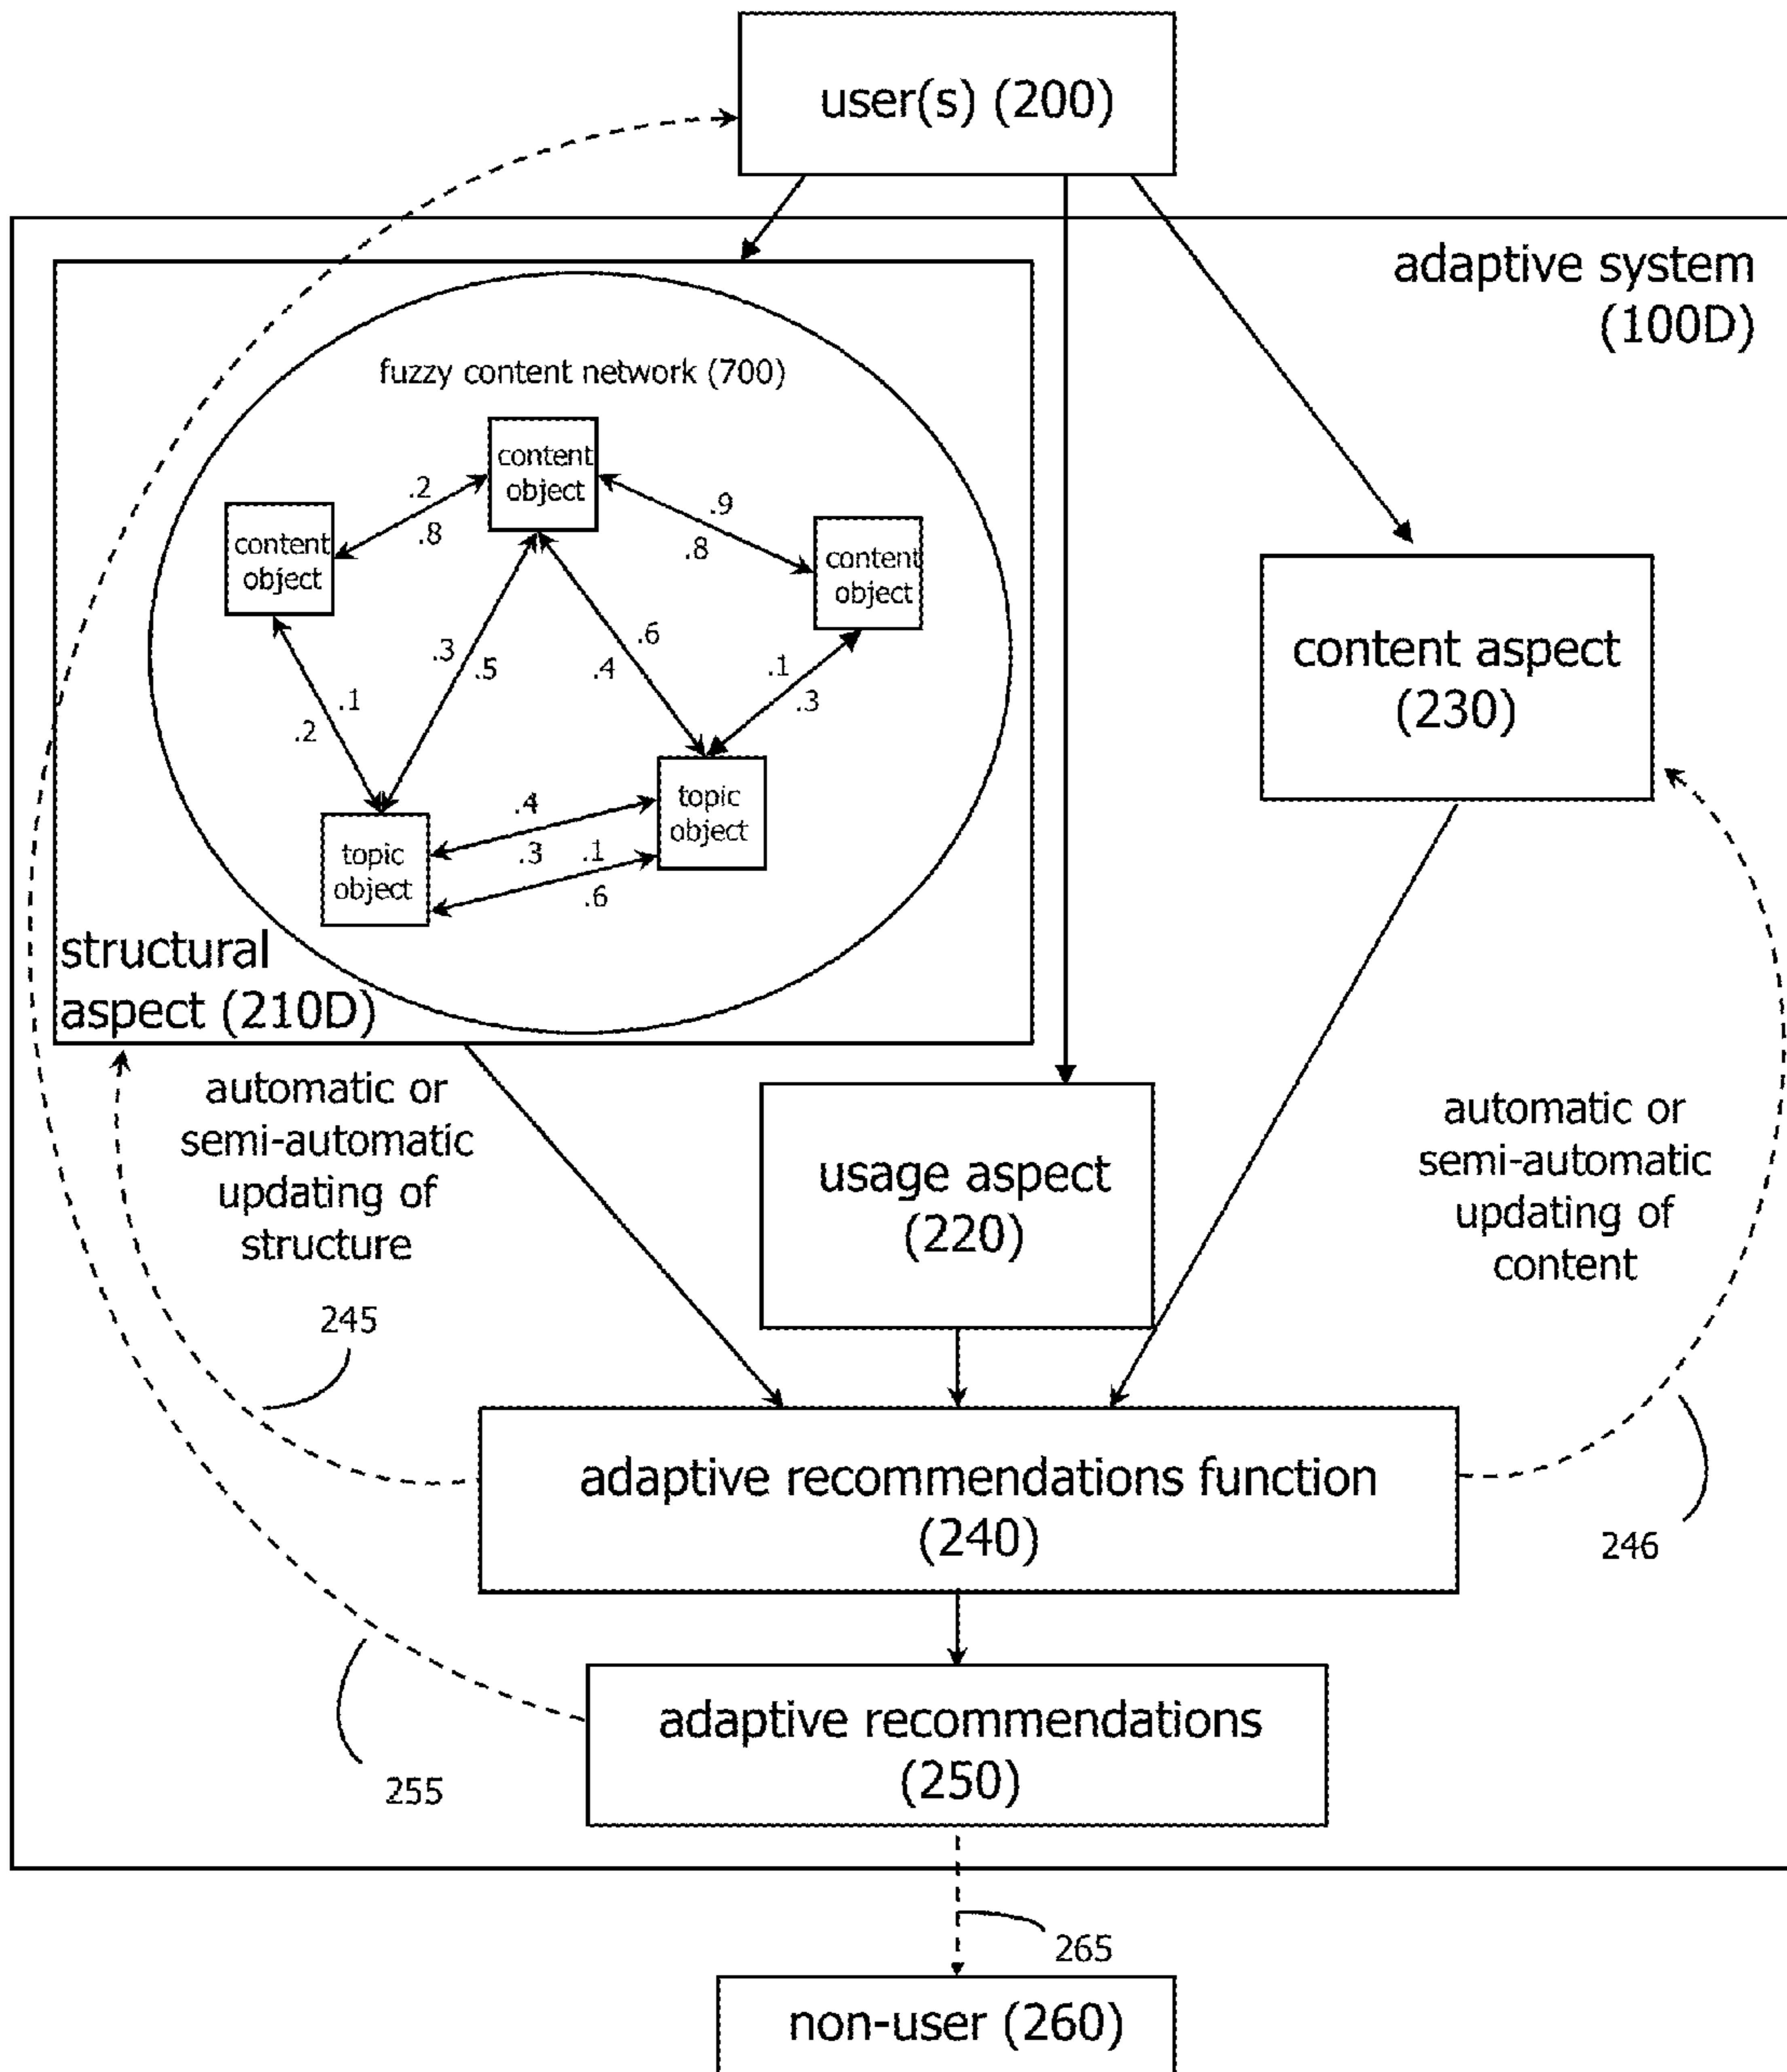 user(s) (200)
adaptive system
(100D)
fuzzy content network (700)
content
object
.2
.8
.9
.8
content
object
content
object
.3
.5
.6
.4
.1
.3
.1
.2
topic
object
.4
.3
.1
.6
topic
object
structural
aspect (210D)
content aspect
(230)
automatic or
semi-automatic
updating of
structure
usage aspect
(220)
automatic or
semi-automatic
updating of
content
245
adaptive recommendations function
(240)
246
adaptive recommendations
(250)
255
265
non-user (260)